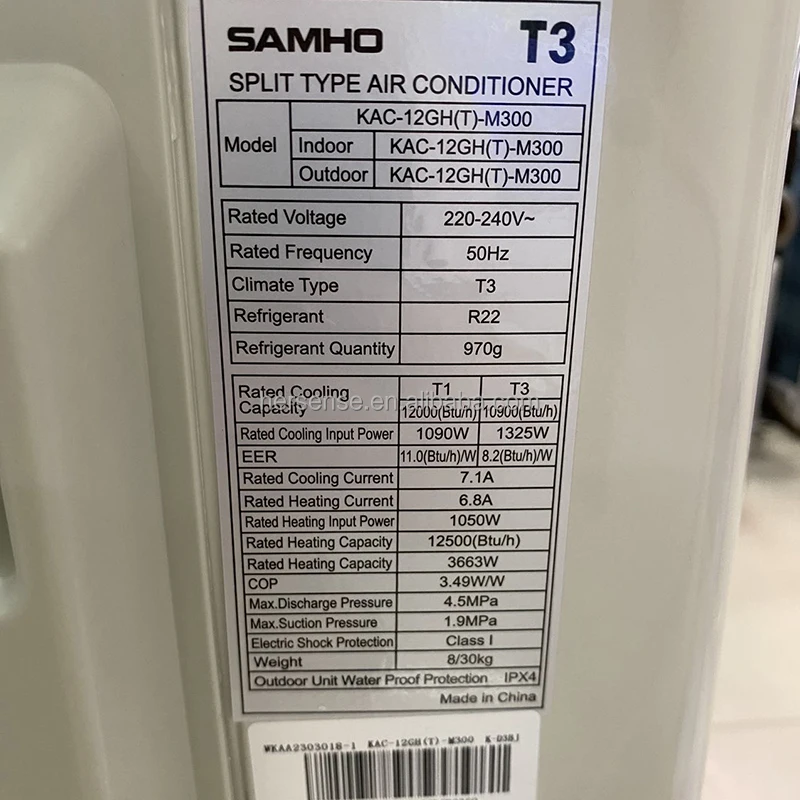 SAMHO T3
SPLIT TYPE AIR CONDITIONER
Model KAC-12GH(T)-M300
Indoor KAC-12GH(T)-M300
Outdoor KAC-12GH(T)-M300
Rated Voltage 220-240V~
Rated Frequency 50Hz
Climate Type T3
Refrigerant R22
Refrigerant Quantity 970g
Rated Cooling Capacity T1 T3
12000(Btu/h) 10900(Btu/h)
Rated Cooling Input Power 1090W 1325W
EER 11.0(Btu/h)/W 8.2(Btu/h)/W
Rated Cooling Current 7.1A
Rated Heating Current 6.8A
Rated Heating Input Power 1050W
Rated Heating Capacity 12500(Btu/h)
Rated Heating Capacity 3663W
COP 3.49W/W
Max.Discharge Pressure 4.5MPa
Max.Suction Pressure 1.9MPa
Electric Shock Protection Class I
Weight 8/30kg
Outdoor Unit Water Proof Protection IPX4
Made in China
WKAA2303018-1 KAC-12GH(T)-M300
hersense.en.alibaba.com